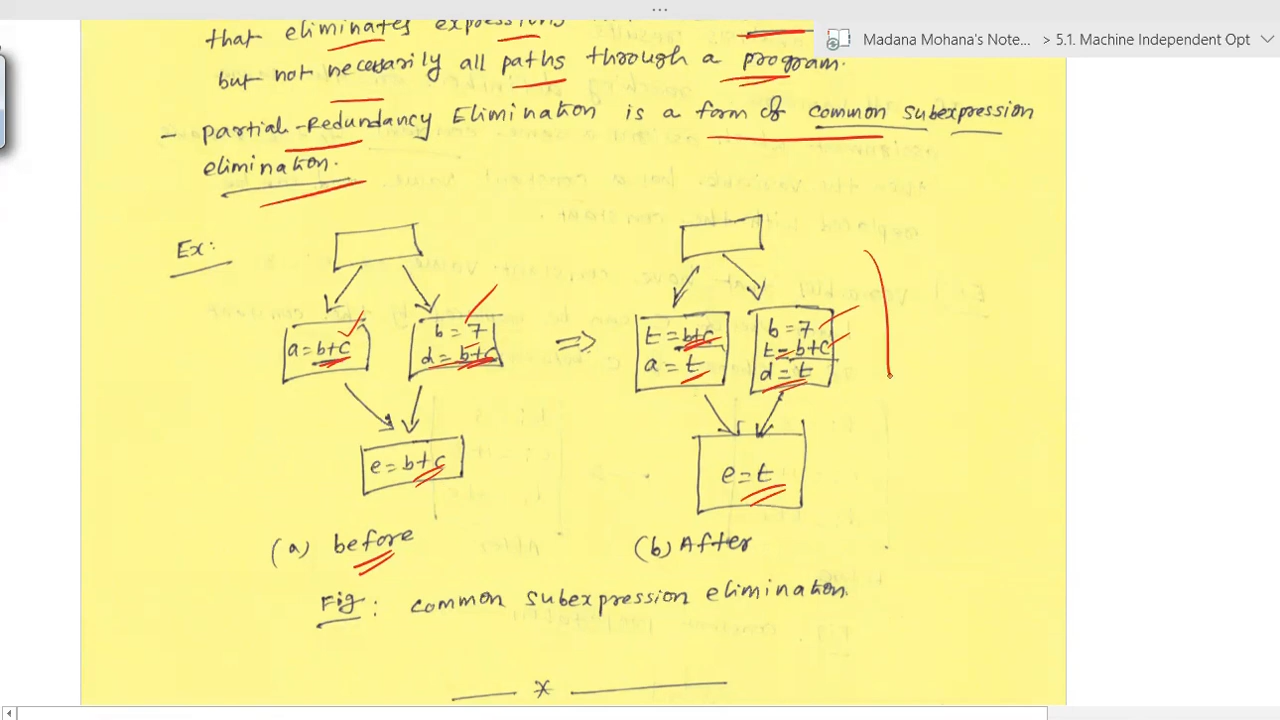 ...
Madana Mohana's Note... > 5.1. Machine Independent Opt
that eliminates expessions
but not necessarily all paths through a program.
partial-Redundancy Elimination is a form of common subexpression
elimination.
Ex:
a = b+c
b = 7
d = b+c
e = b+c
⇒
t = b+c
a = t
b = 7
t = b+c
d = t
e = t
(a) before
(b) After
Fig: common subexpression elimination.